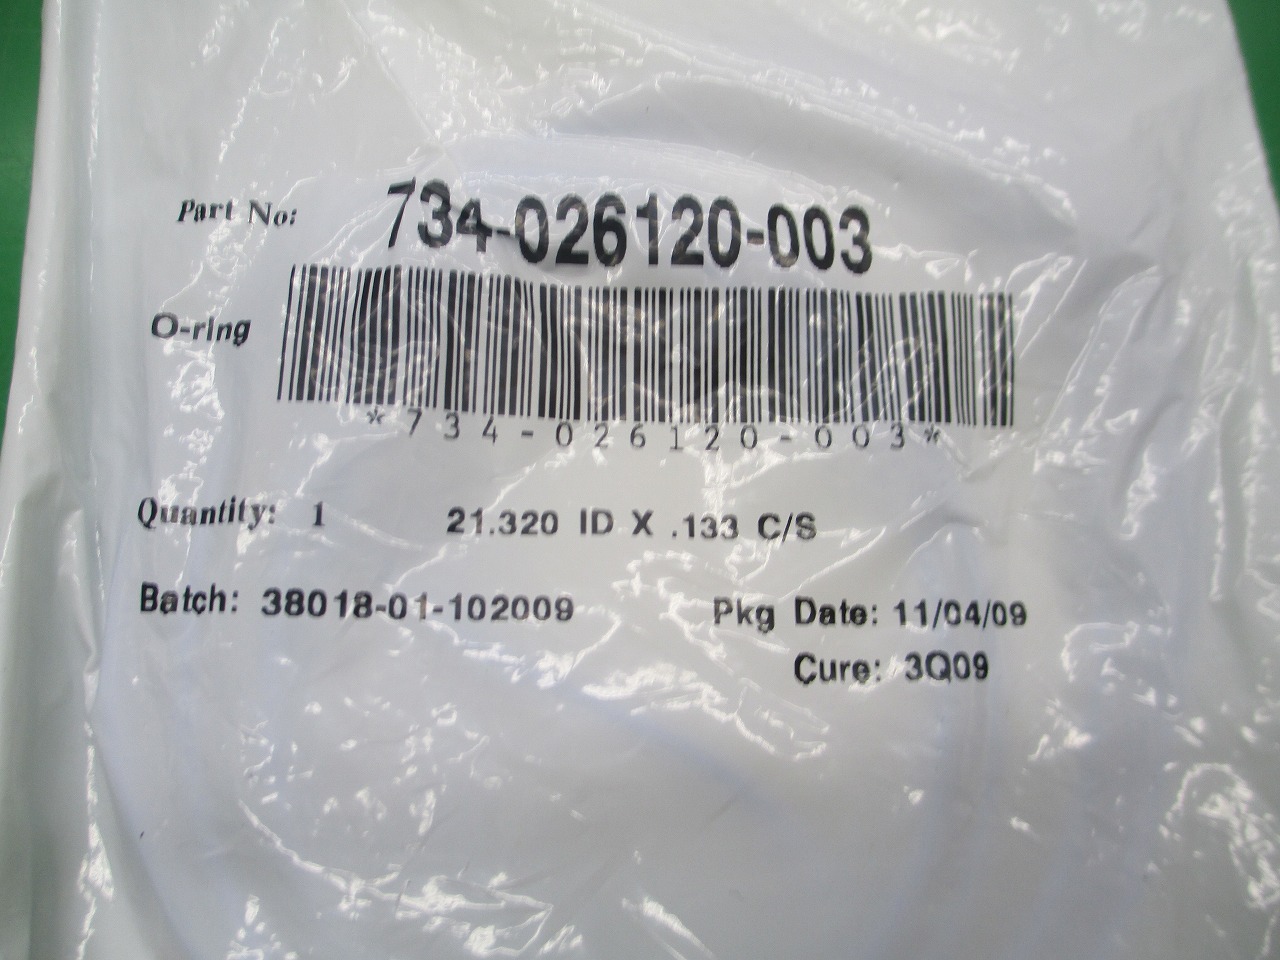 Part No: 734-026120-003
O-ring
*734-026120-003*
Quantity: 1 21.320 ID X .133 C/S
Batch: 38018-01-102009 Pkg Date: 11/04/09
Cure: 3Q09